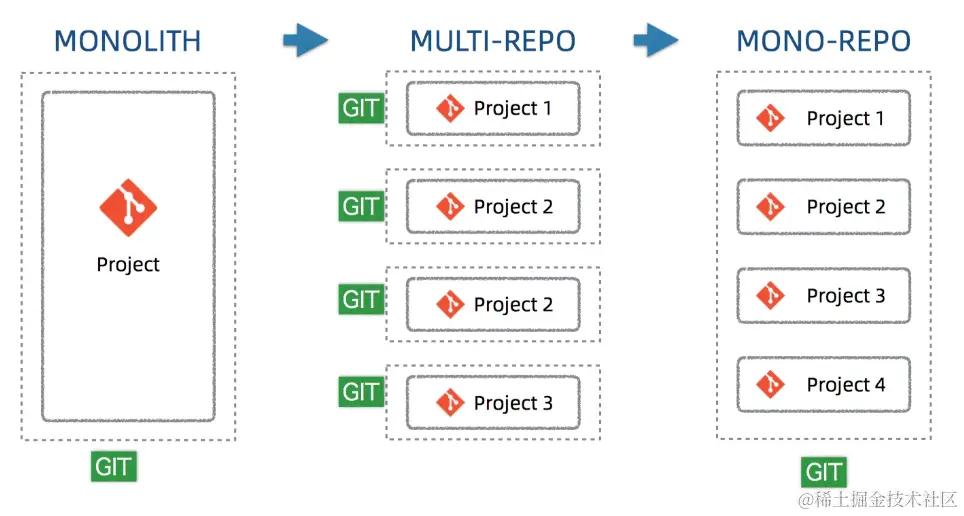 MONOLITH
MULTI-REPO
MONO-REPO
Project
GIT
GIT
Project 1
GIT
Project 2
GIT
Project 2
GIT
Project 3
Project 1
Project 2
Project 3
Project 4
GIT
@稀土掘金技术社区